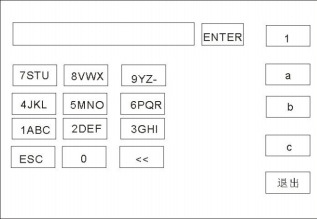 ENTER 1
7STU 8VWX 9YZ- a
4JKL 5MNO 6PQR b
1ABC 2DEF 3GHI
ESC 0 << c
退出